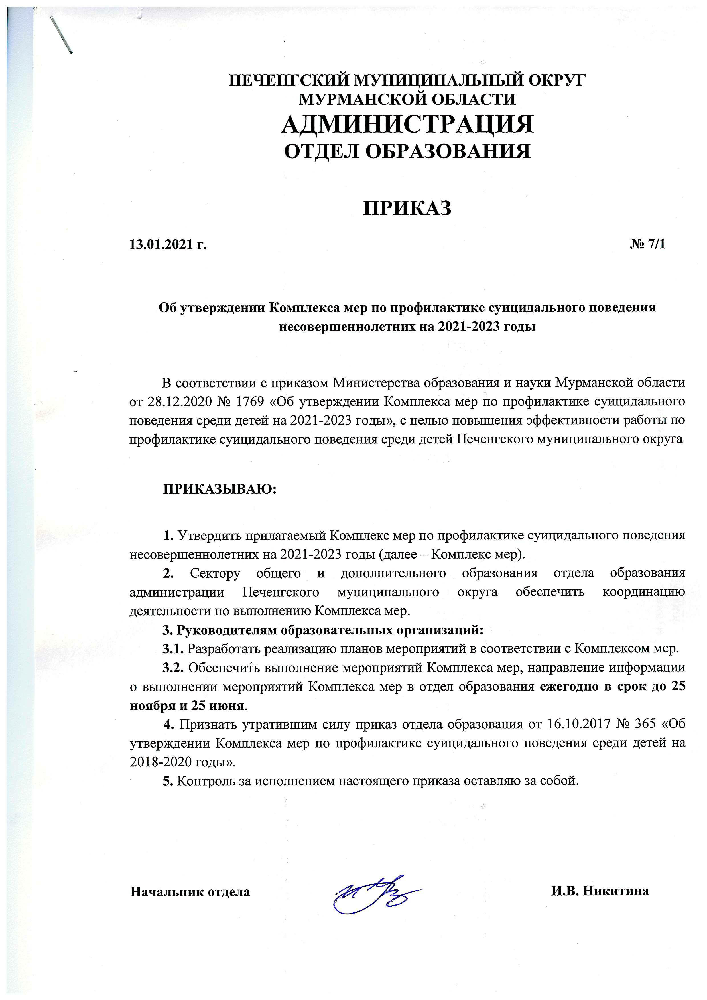 ПЕЧЕНГСКИЙ МУНИЦИПАЛЬНЫЙ ОКРУГ
МУРМАНСКОЙ ОБЛАСТИ
АДМИНИСТРАЦИЯ
ОТДЕЛ ОБРАЗОВАНИЯ
ПРИКАЗ
13.01.2021 г. № 7/1
Об утверждении Комплекса мер по профилактике суицидального поведения
несовершеннолетних на 2021-2023 годы
В соответствии с приказом Министерства образования и науки Мурманской области
от 28.12.2020 № 1769 «Об утверждении Комплекса мер по профилактике суицидального
поведения среди детей на 2021-2023 годы», с целью повышения эффективности работы по
профилактике суицидального поведения среди детей Печенгского муниципального округа
ПРИКАЗЫВАЮ:
1. Утвердить прилагаемый Комплекс мер по профилактике суицидального поведения
несовершеннолетних на 2021-2023 годы (далее – Комплекс мер).
2. Сектору общего и дополнительного образования отдела образования
администрации Печенгского муниципального округа обеспечить координацию
деятельности по выполнению Комплекса мер.
3. Руководителям образовательных организаций:
3.1. Разработать реализацию планов мероприятий в соответствии с Комплексом мер.
3.2. Обеспечить выполнение мероприятий Комплекса мер, направление информации
о выполнении мероприятий Комплекса мер в отдел образования ежегодно в срок до 25
ноября и 25 июня.
4. Признать утратившим силу приказ отдела образования от 16.10.2017 № 365 «Об
утверждении Комплекса мер по профилактике суицидального поведения среди детей на
2018-2020 годы».
5. Контроль за исполнением настоящего приказа оставляю за собой.
Начальник отдела И.В. Никитина